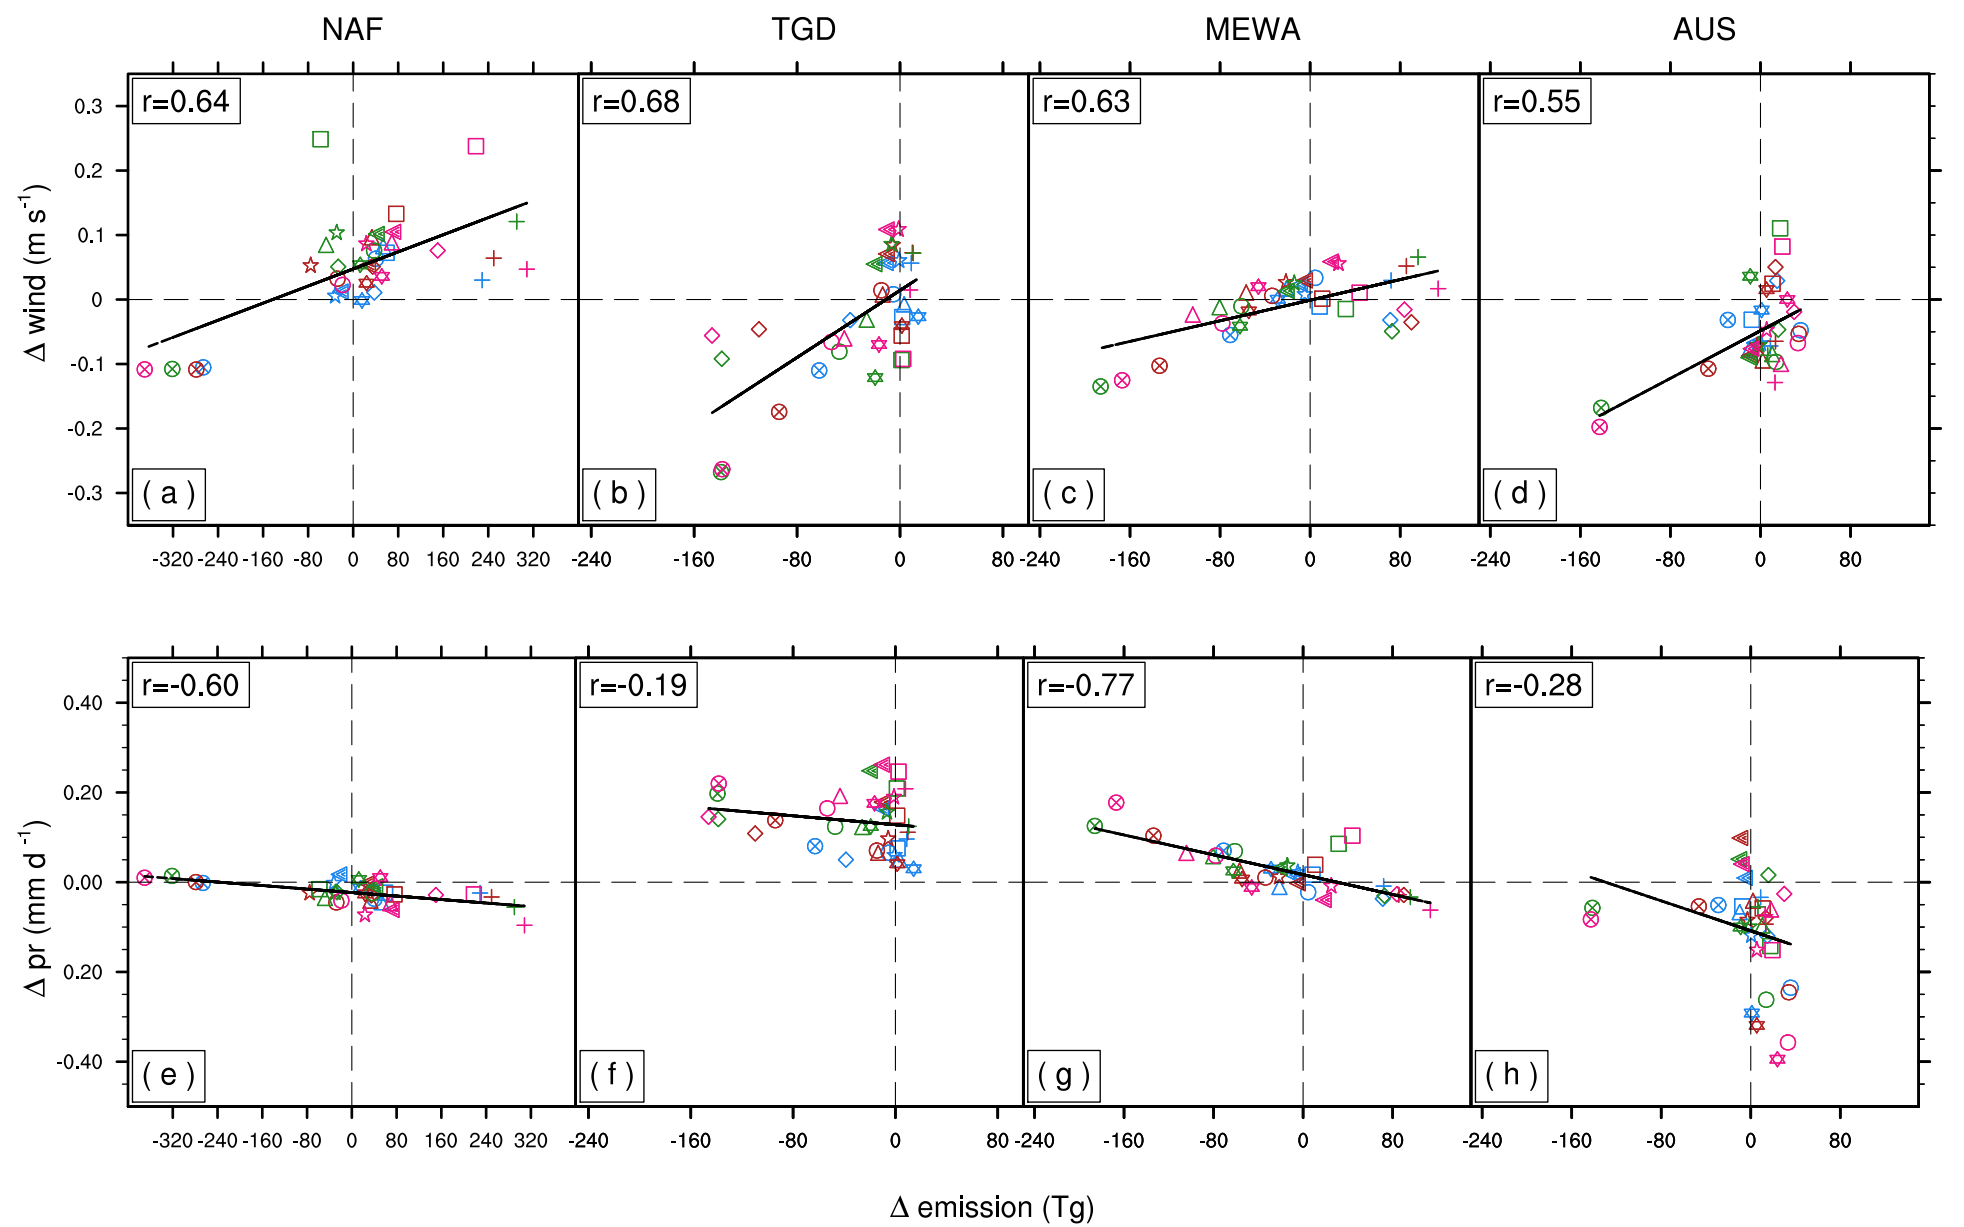 NAF TGD MEWA AUS
r=0.64 r=0.68 r=0.63 r=0.55
0.3
0.2
0.1
0
-0.1
-0.2
-0.3
Δ wind (m s-1)
( a ) ( b ) ( c ) ( d )
-320 -240 -160 -80 0 80 160 240 320 -240 -160 -80 0 80 -240 -160 -80 0 80 -240 -160 -80 0 80
r=-0.60 r=-0.19 r=-0.77 r=-0.28
0.40
0.20
0.00
-0.20
-0.40
Δ pr (mm d-1)
( e ) ( f ) ( g ) ( h )
-320 -240 -160 -80 0 80 160 240 300 -240 -160 -80 0 80 -240 -160 -80 0 80 -240 -160 -80 0 80
Δ emission (Tg)